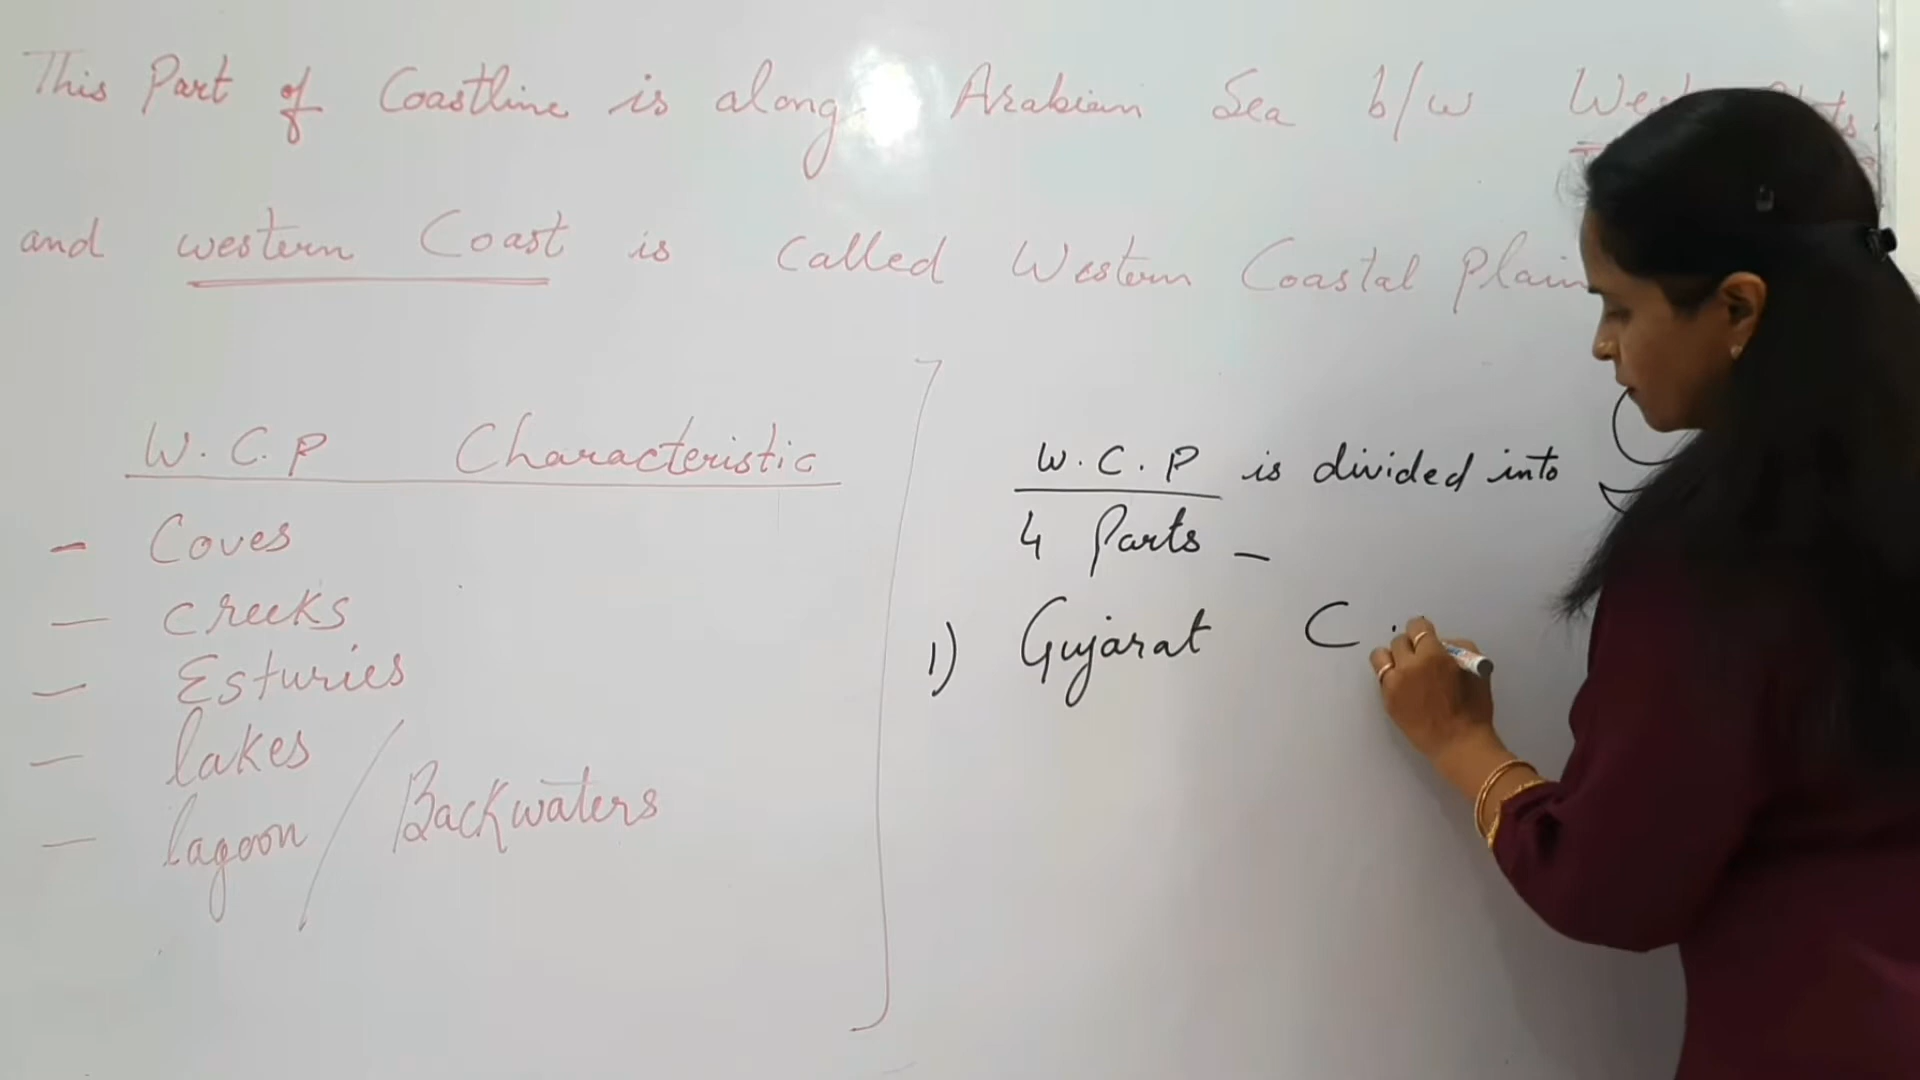 This Part of Coastline is along Arabian Sea b/w
and western Coast is called Western Coastal Plain
W.C.P Characteristic
- Coves
- creeks
- Esturies
- lakes
- lagoon / Backwaters
W.C.P is divided into
4 Parts -
1) Gujarat C.